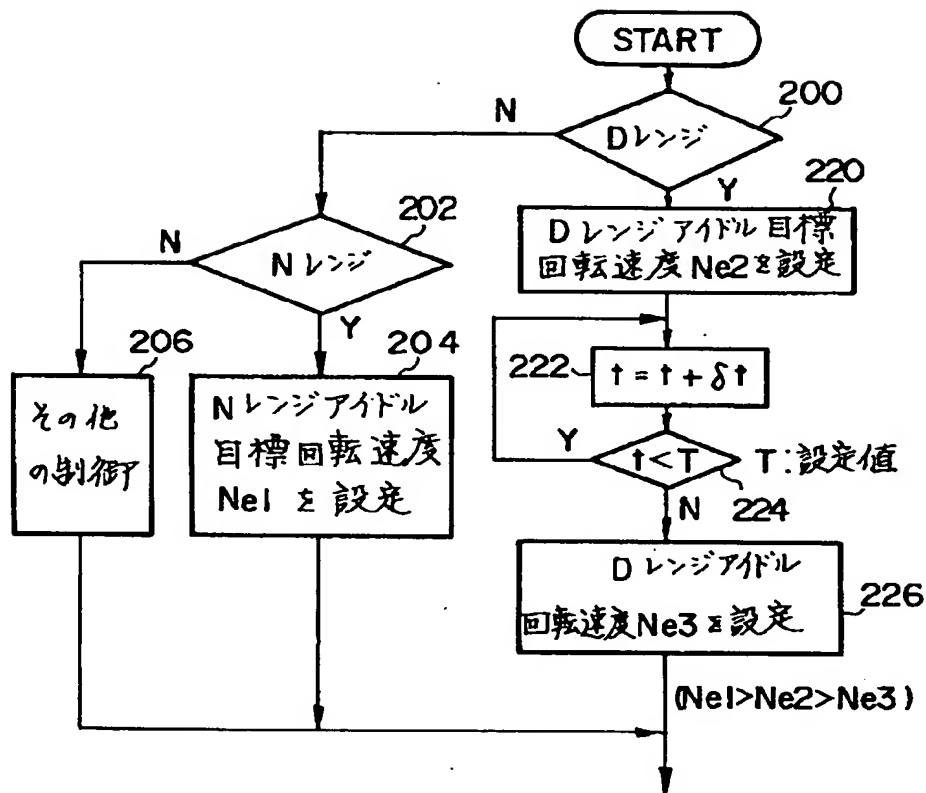 START
200
N
Dレンジ
Y
220
202
Dレンジアイドル目標
回転速度Ne2を設定
N
Nレンジ
Y
206
204
222
t=t+δt
その他
の制御
Nレンジアイドル
目標回転速度
Ne1を設定
Y
t<T
T:設定値
N
224
Dレンジアイドル
回転速度Ne3を設定
226
(Ne1>Ne2>Ne3)